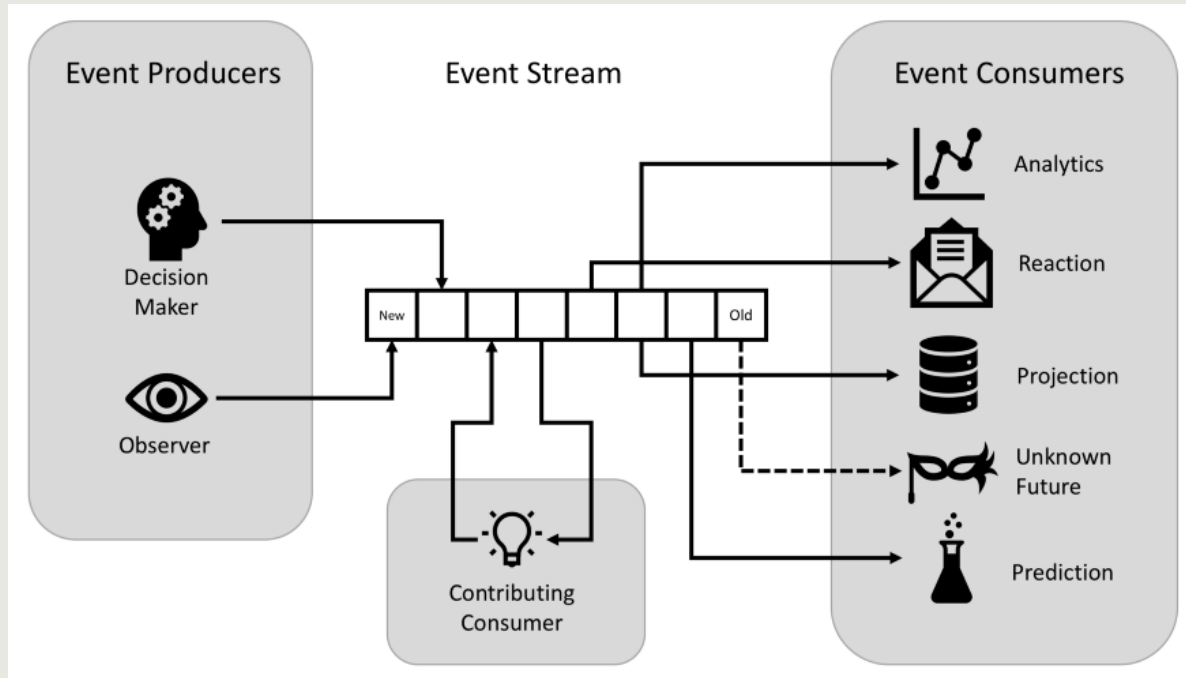 Event Producers
Event Stream
Event Consumers
Decision
Maker
Observer
New
Old
Contributing
Consumer
Analytics
Reaction
Projection
Unknown
Future
Prediction